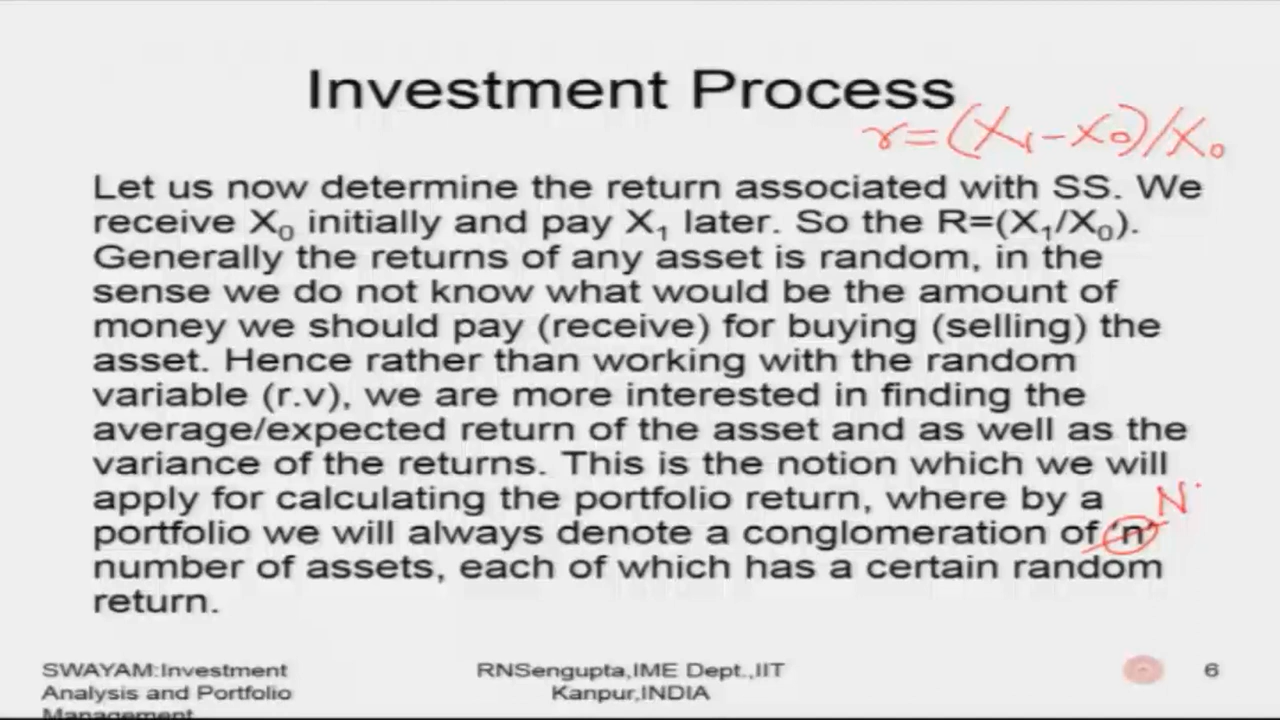 Investment Process
r=(X₁-X₀)/X₀
Let us now determine the return associated with SS. We
receive X₀ initially and pay X₁ later. So the R=(X₁/X₀).
Generally the returns of any asset is random, in the
sense we do not know what would be the amount of
money we should pay (receive) for buying (selling) the
asset. Hence rather than working with the random
variable (r.v), we are more interested in finding the
average/expected return of the asset and as well as the
variance of the returns. This is the notion which we will
apply for calculating the portfolio return, where by a
N
portfolio we will always denote a conglomeration of 'n'
number of assets, each of which has a certain random
return.
SWAYAM:Investment
Analysis and Portfolio
Management
RNSengupta,IME Dept.,IIT
Kanpur,INDIA
6